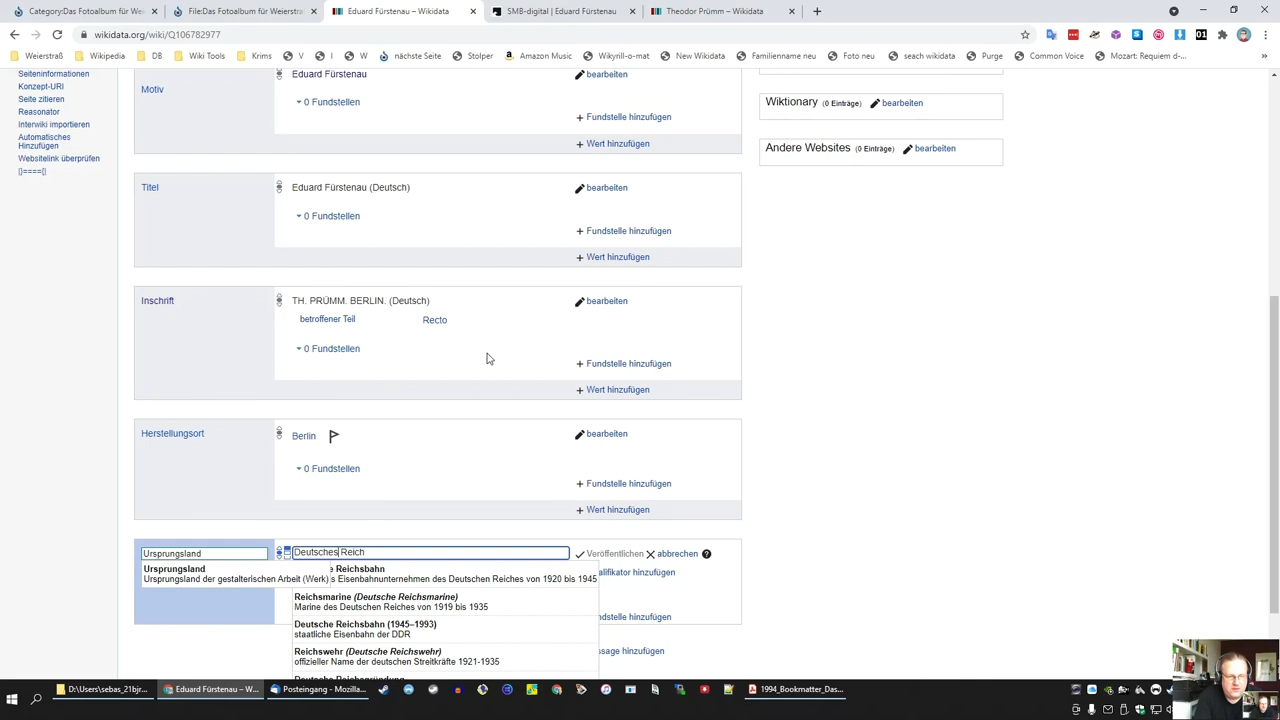 Category:Das Fotoalbum für Weier
File:Das Fotoalbum für Weierstraß
Eduard Fürstenau – Wikidata
SMB-digital | Eduard Fürstenau
Theodor Prümm – Wikidata
wikidata.org/wiki/Q106782977
Weierstraß
Wikipedia
DB
Wiki Tools
Krims
V
I
W
nächste Seite
Stolper
Amazon Music
Wikyrill-o-mat
New Wikidata
Familienname neu
Foto neu
seach wikidata
Purge
Common Voice
Mozart: Requiem d-...
Seiteninformationen
Konzept-URI
Seite zitieren
Reasonator
Interwiki importieren
Automatisches
Hinzufügen
Websitelink überprüfen
Motiv
Eduard Fürstenau
bearbeiten
0 Fundstellen
+ Fundstelle hinzufügen
+ Wert hinzufügen
Wiktionary (0 Einträge) bearbeiten
Andere Websites (0 Einträge) bearbeiten
Titel
Eduard Fürstenau (Deutsch)
bearbeiten
0 Fundstellen
+ Fundstelle hinzufügen
+ Wert hinzufügen
Inschrift
TH. PRÜMM. BERLIN. (Deutsch)
bearbeiten
betroffener Teil
Recto
0 Fundstellen
+ Fundstelle hinzufügen
+ Wert hinzufügen
Herstellungsort
Berlin
bearbeiten
0 Fundstellen
+ Fundstelle hinzufügen
+ Wert hinzufügen
Ursprungsland
Deutsches Reich
Veröffentlichen
abbrechen
Ursprungsland
Ursprungsland der gestalterischen Arbeit (Werk)
e Reichsbahn
s Eisenbahnunternehmen des Deutschen Reiches von 1920 bis 1945
alifikator hinzufügen
Reichsmarine (Deutsche Reichsmarine)
Marine des Deutschen Reiches von 1919 bis 1935
ndstelle hinzufügen
Deutsche Reichsbahn (1945–1993)
staatliche Eisenbahn der DDR
Reichswehr (Deutsche Reichswehr)
offizieller Name der deutschen Streitkräfte 1921-1935
ssage hinzufügen
Deutsche Reichsgründung
D:\Users\sebas_21bjr...
Eduard Fürstenau – W...
Posteingang - Mozilla...
1994_Bookmatter_Das...